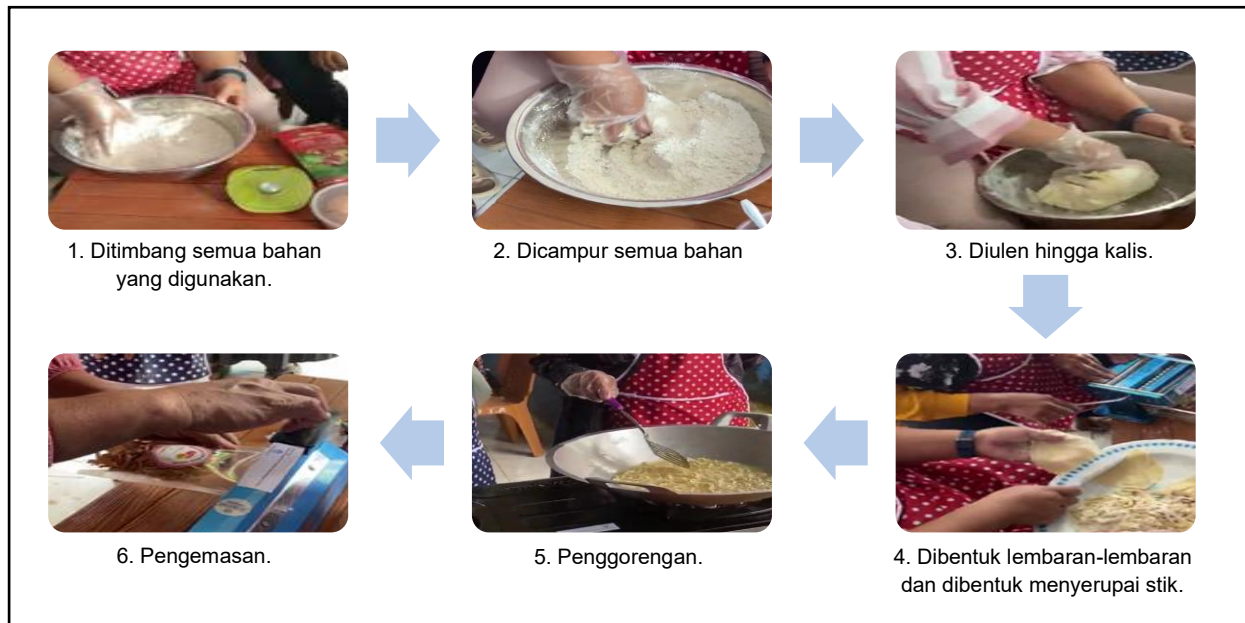 1. Ditimbang semua bahan
yang digunakan.
2. Dicampur semua bahan
3. Diulen hingga kalis.
4. Dibentuk lembaran-lembaran
dan dibentuk menyerupai stik.
5. Penggorengan.
6. Pengemasan.